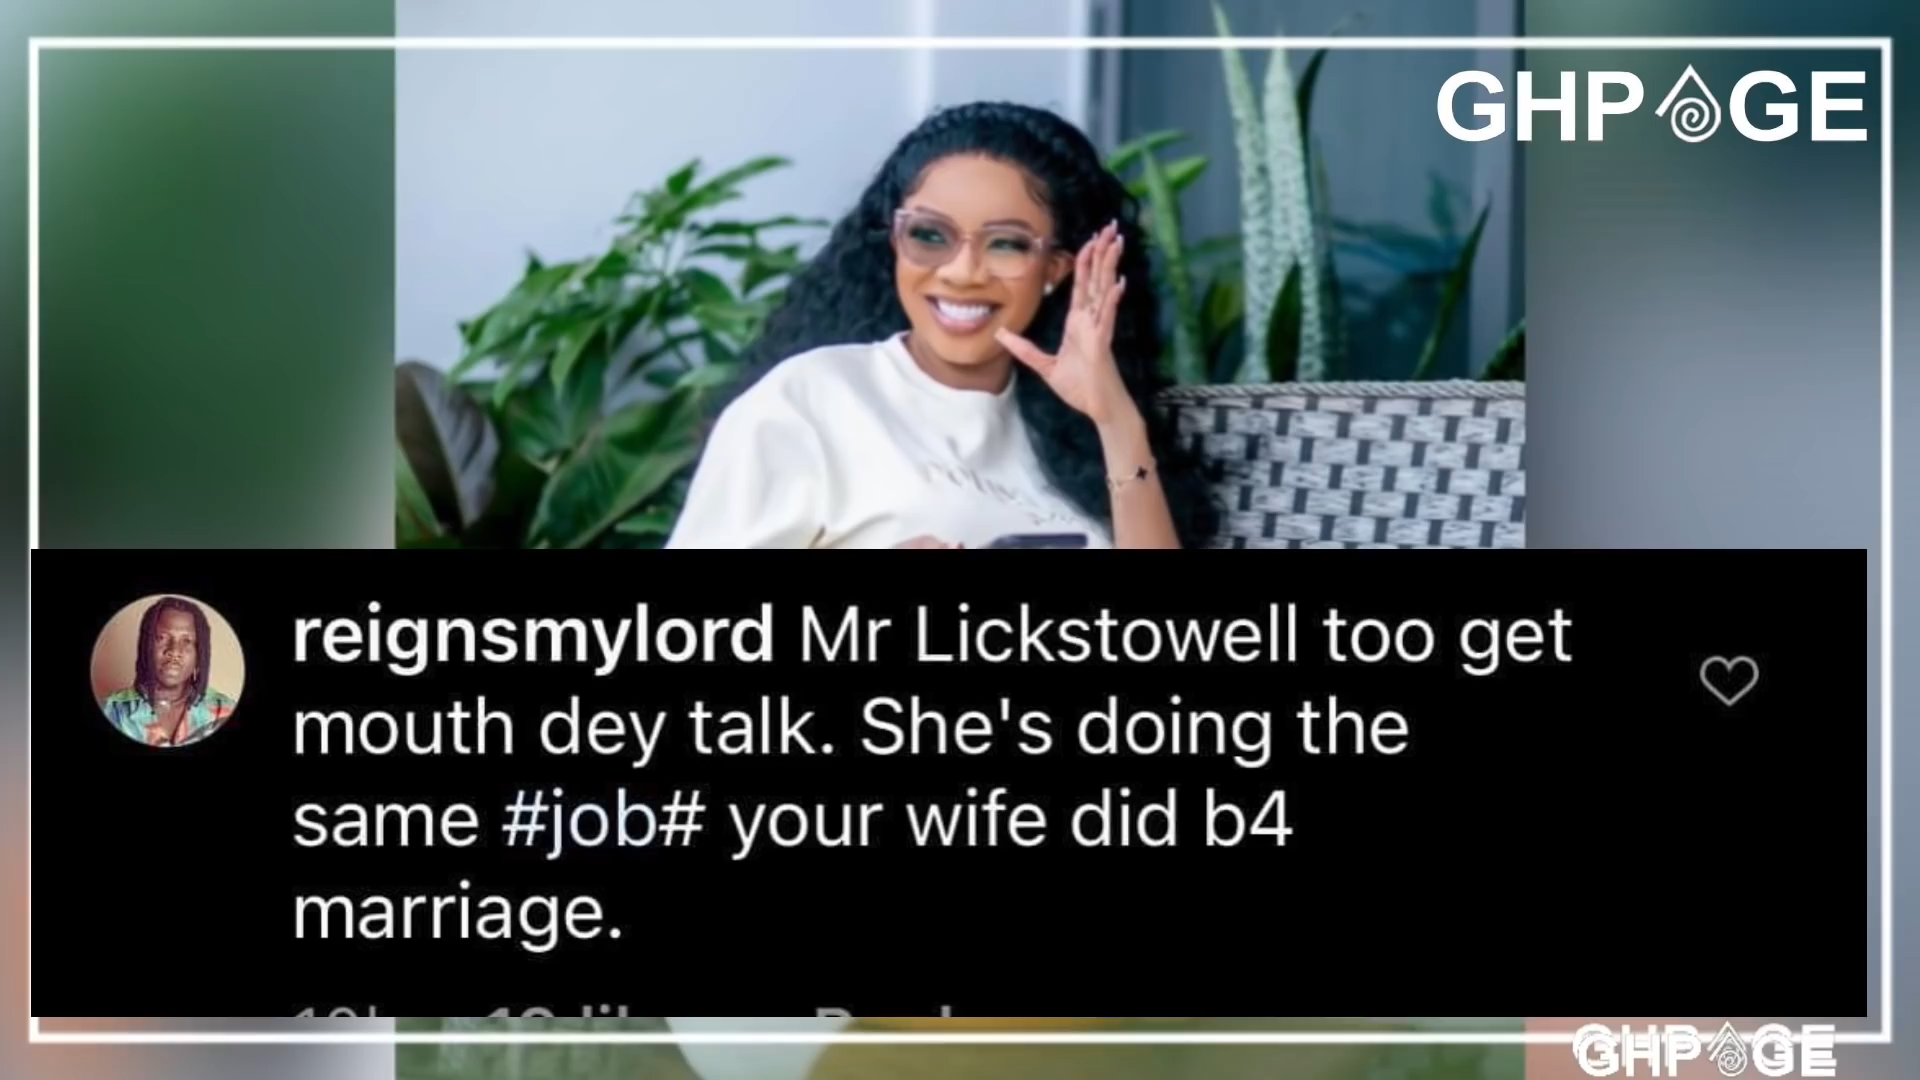 GHPAGE
reignsmylord Mr Lickstowell too get
mouth dey talk. She's doing the
same #job# your wife did b4
marriage.
GHPAGE